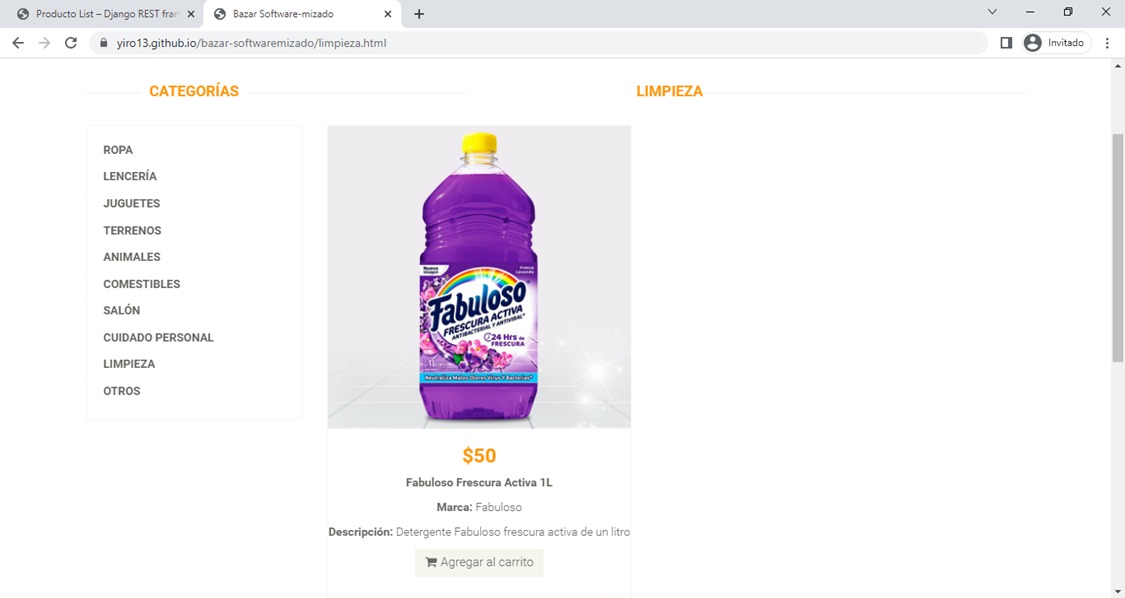 Producto List – Django REST fram
Bazar Software-mizado
yiro13.github.io/bazar-softwaremizado/limpieza.html
Invitado
CATEGORÍAS
LIMPIEZA
ROPA
LENCERÍA
JUGUETES
TERRENOS
ANIMALES
COMESTIBLES
SALÓN
CUIDADO PERSONAL
LIMPIEZA
OTROS
Nueva Imagen
Fresca Lavanda
Fabuloso
FRESCURA ACTIVA
ANTIBACTERIAL Y ANTIVIRAL*
24 Hrs de
FRESCURA
1L
Neutraliza Malos Olores Virus Y Bacterias*
$50
Fabuloso Frescura Activa 1L
Marca: Fabuloso
Descripción: Detergente Fabuloso frescura activa de un litro
Agregar al carrito